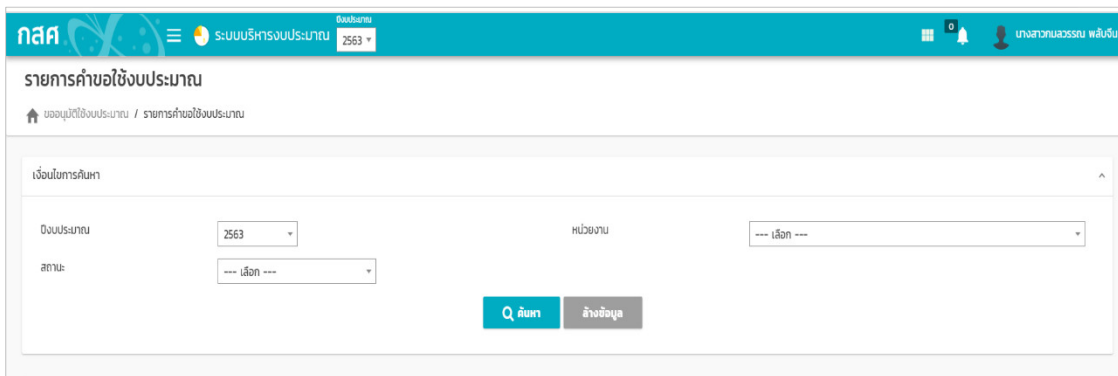 กสศ
ระบบบริหารงบประมาณ
ปีงบประมาณ
2563
0
นางสาวกมลวรรณ พลับจีน
รายการคำขอใช้งบประมาณ
ขออนุมัติใช้งบประมาณ / รายการคำขอใช้งบประมาณ
เงื่อนไขการค้นหา
ปีงบประมาณ 2563 หน่วยงาน --- เลือก ---
สถานะ --- เลือก ---
ค้นหา ล้างข้อมูล